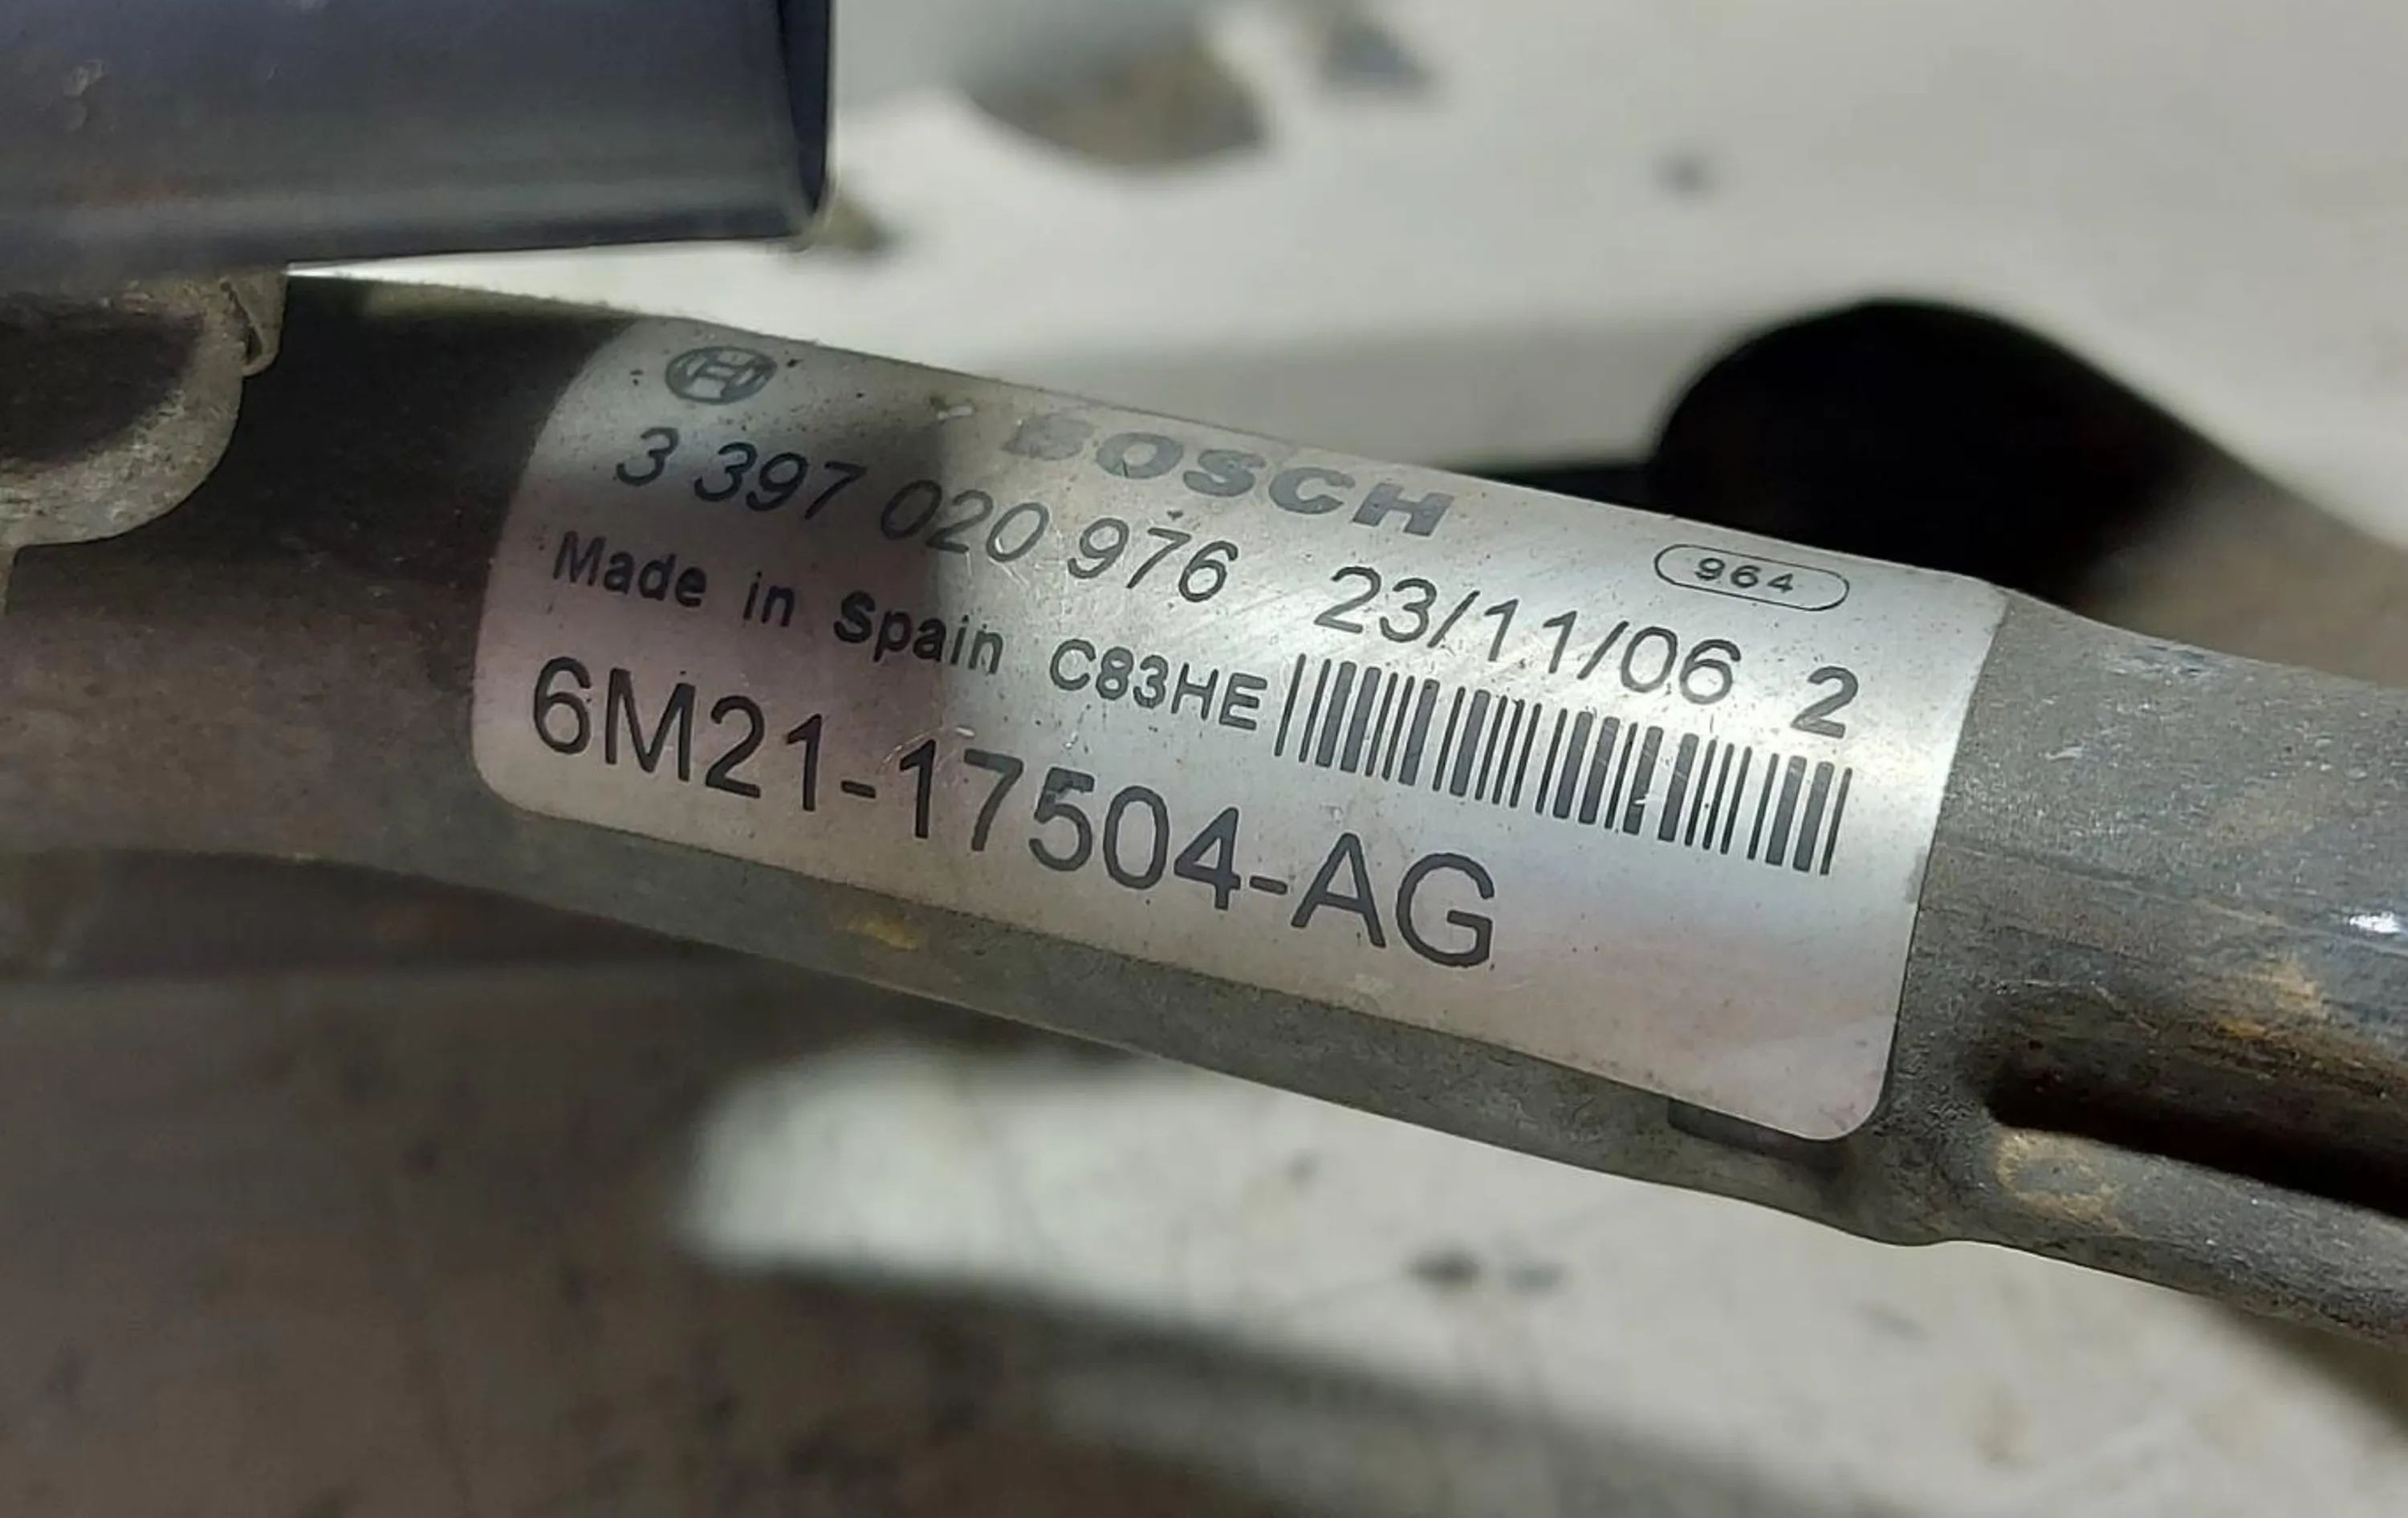 BOSCH
964
3 397 020 976 23/11/06 2
Made in Spain C83HE
6M21-17504-AG